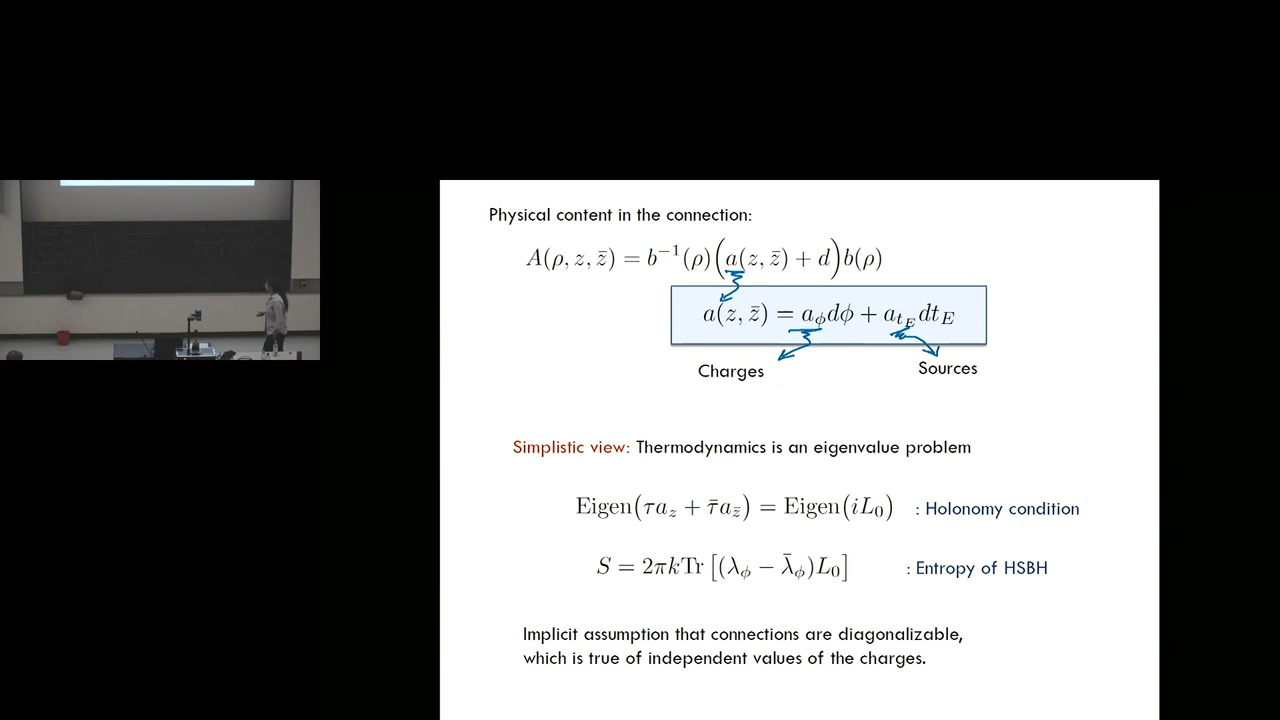 Physical content in the connection:
A(ρ, z, z̄) = b⁻¹(ρ)(a(z, z̄) + d)b(ρ)
a(z, z̄) = a_ϕ dϕ + a_{t_E} dt_E
Charges Sources
Simplistic view: Thermodynamics is an eigenvalue problem
Eigen(τa_z + τ̄a_z̄) = Eigen(iL₀) : Holonomy condition
S = 2πkTr [(λ_ϕ − λ̄_ϕ)L₀] : Entropy of HSBH
Implicit assumption that connections are diagonalizable,
which is true of independent values of the charges.